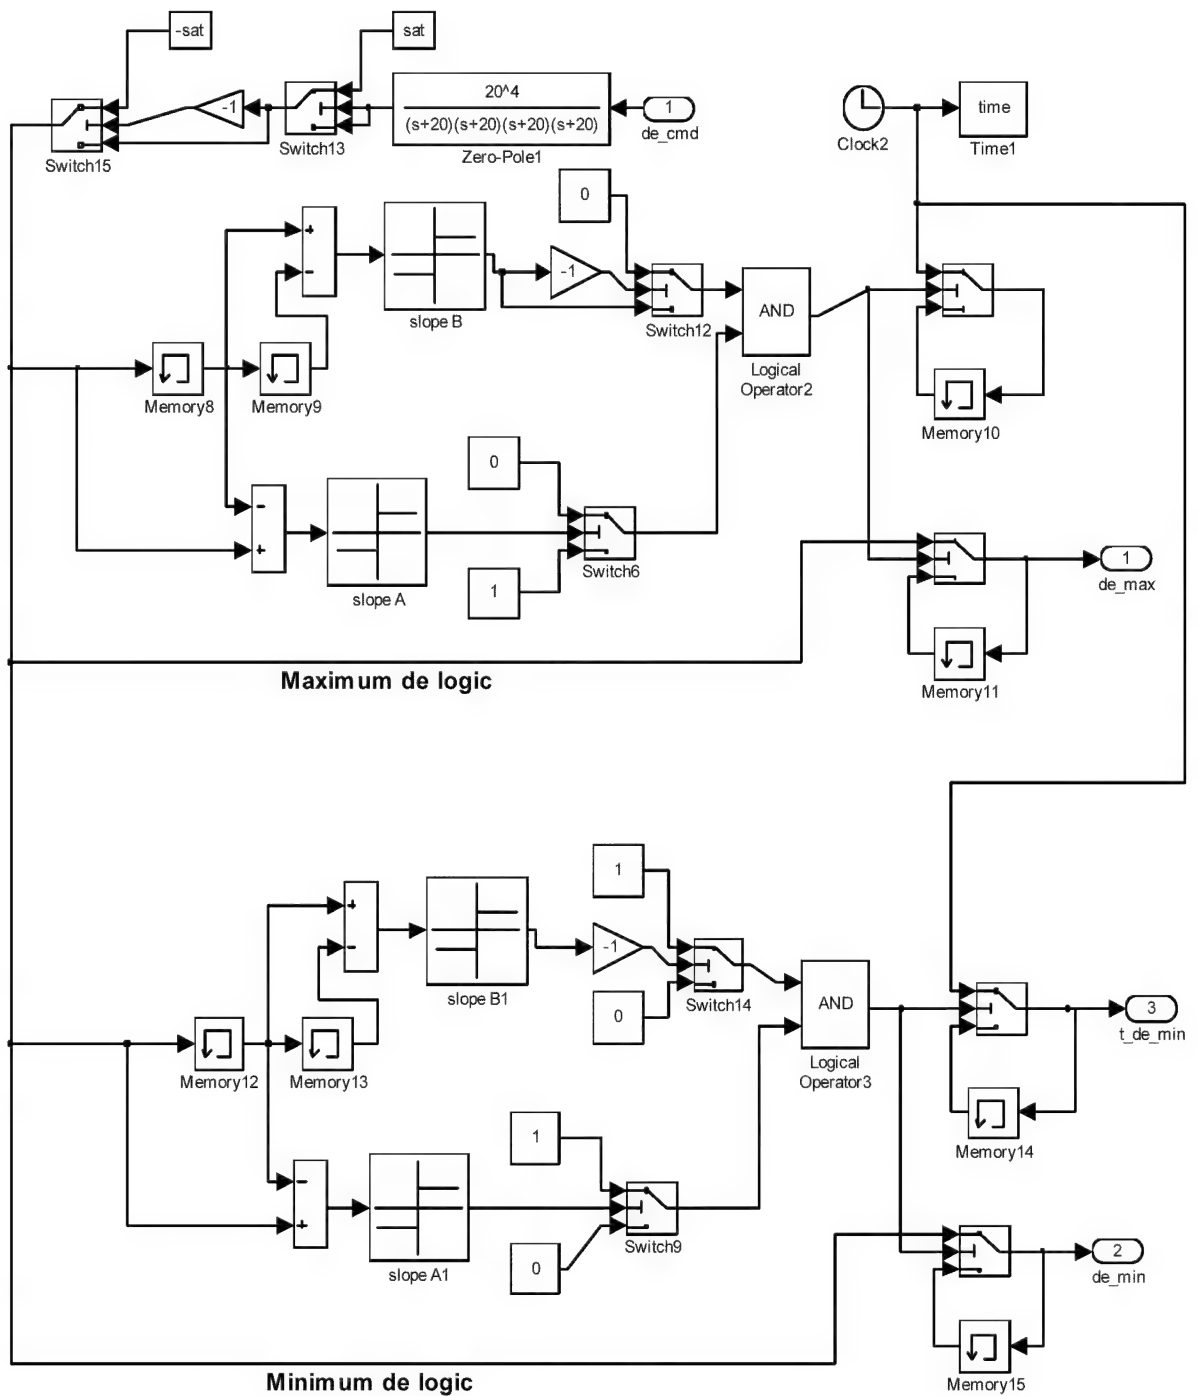 -sat
sat
-1
20^4
(s+20)(s+20)(s+20)(s+20)
1
de_cmd
time
Clock2
Time1
Switch15
Switch13
Zero-Pole1
0
+
-
-1
slope B
Switch12
AND
Logical
Operator2
Memory8
Memory9
Memory10
0
-
+
1
slope A
Switch6
1
de_max
Memory11
Maximum de logic
1
+
-
-1
slope B1
0
Switch14
AND
Logical
Operator3
3
t_de_min
Memory12
Memory13
Memory14
1
-
+
0
slope A1
Switch9
2
de_min
Memory15
Minimum de logic